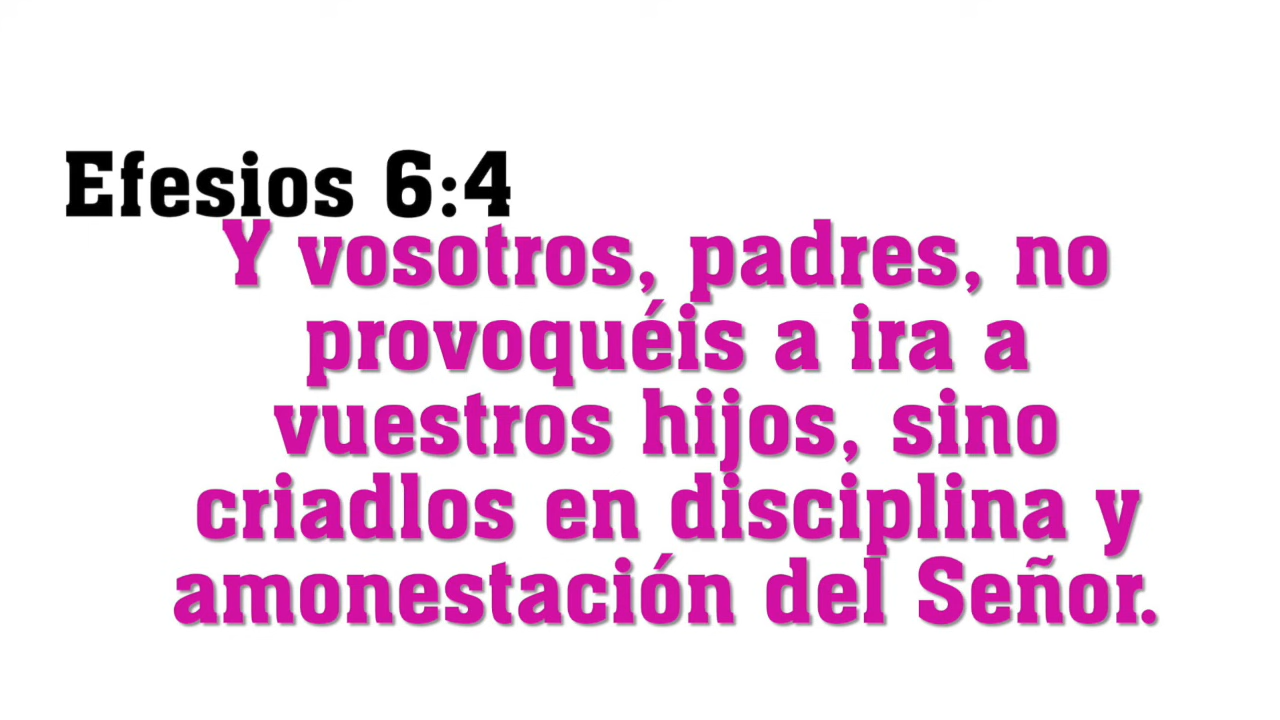 Efesios 6:4
Y vosotros, padres, no
provoquéis a ira a
vuestros hijos, sino
criadlos en disciplina y
amonestación del Señor.